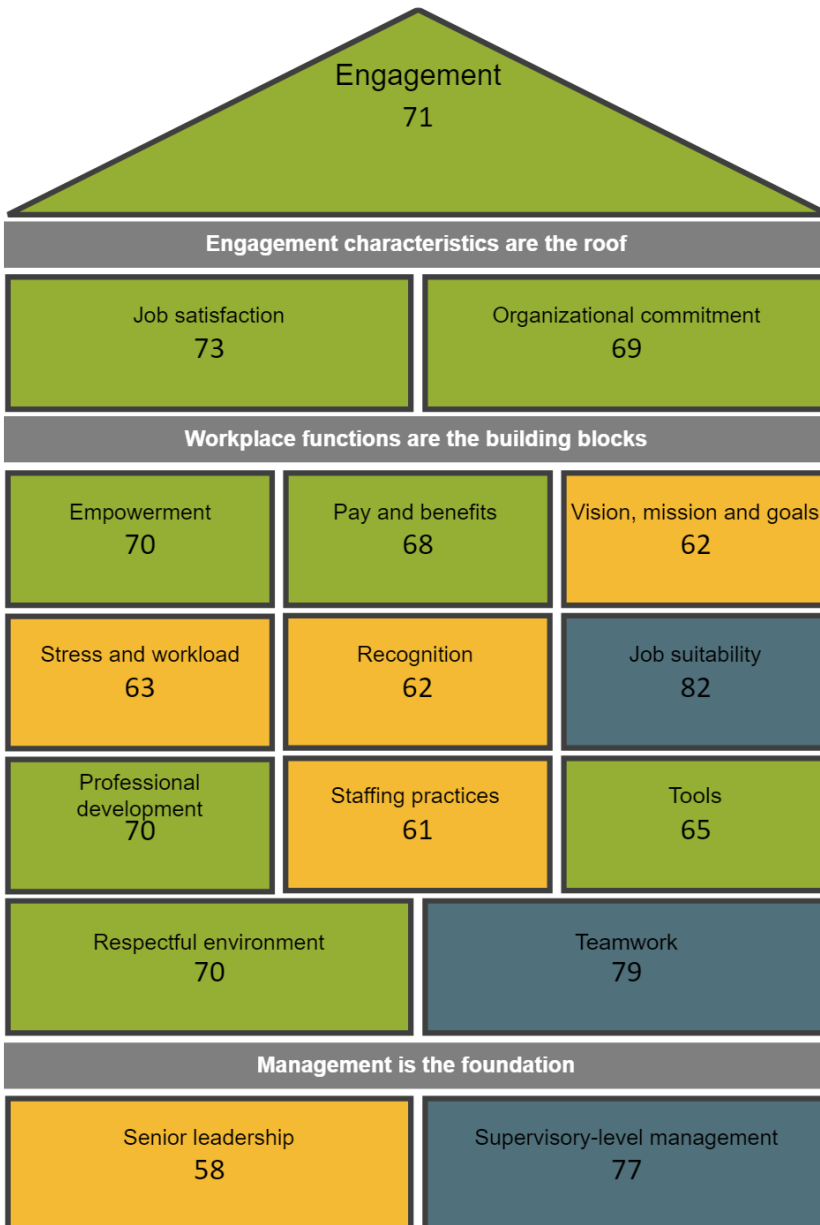 Engagement
71
Engagement characteristics are the roof
Job satisfaction
73
Organizational commitment
69
Workplace functions are the building blocks
Empowerment
70
Pay and benefits
68
Vision, mission and goals
62
Stress and workload
63
Recognition
62
Job suitability
82
Professional
development
70
Staffing practices
61
Tools
65
Respectful environment
70
Teamwork
79
Management is the foundation
Senior leadership
58
Supervisory-level management
77